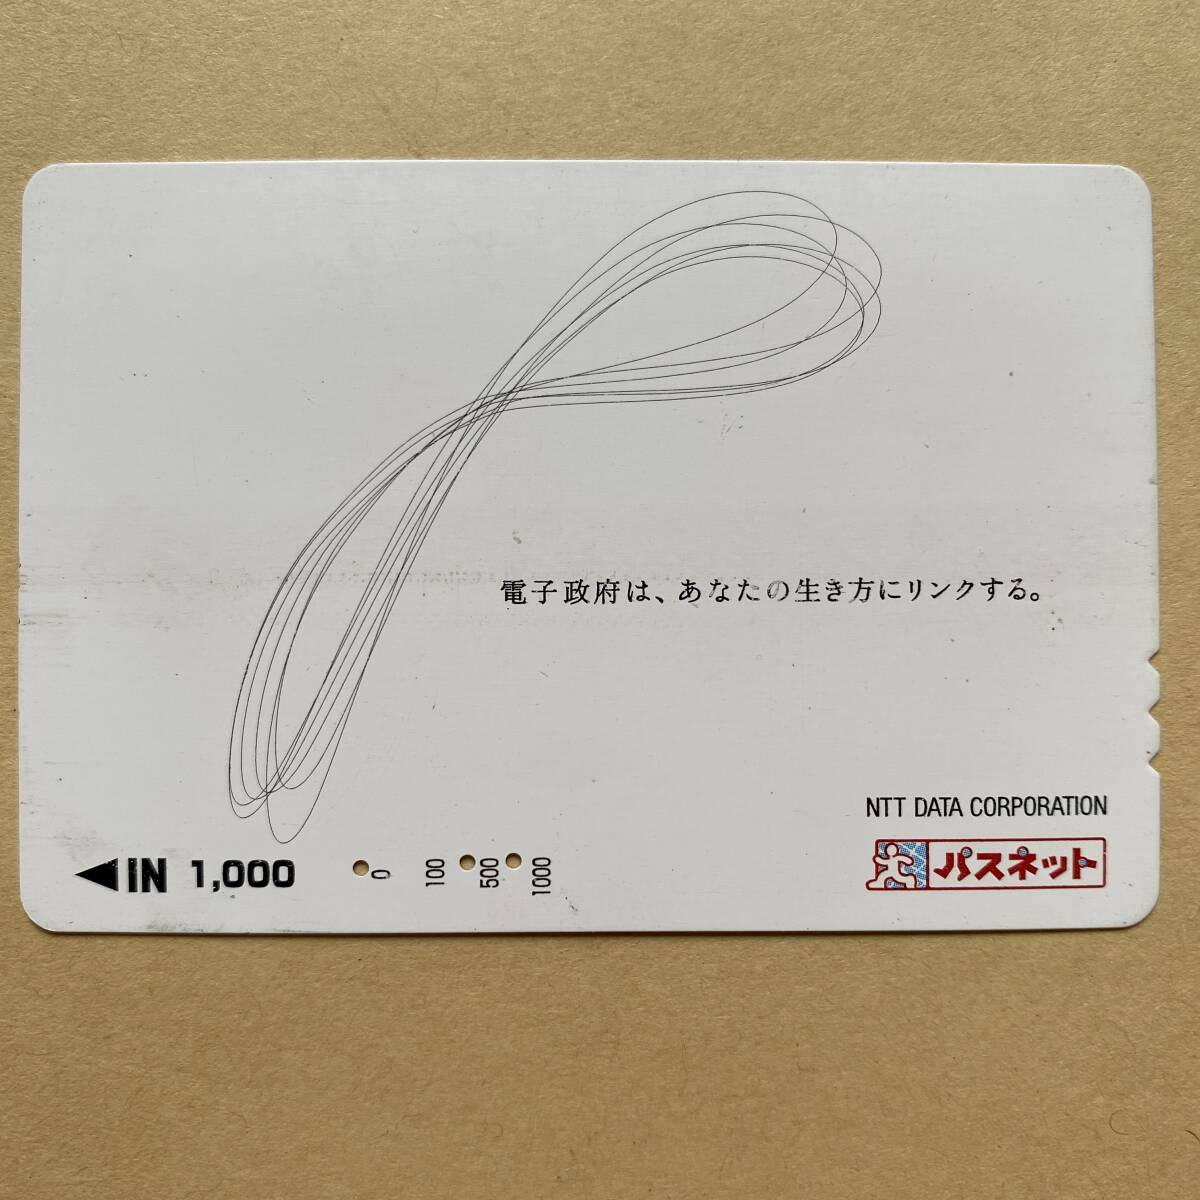 電子政府は、あなたの生き方にリンクする。
NTT DATA CORPORATION
パスネット
◀IN 1,000 0 100 500 1000